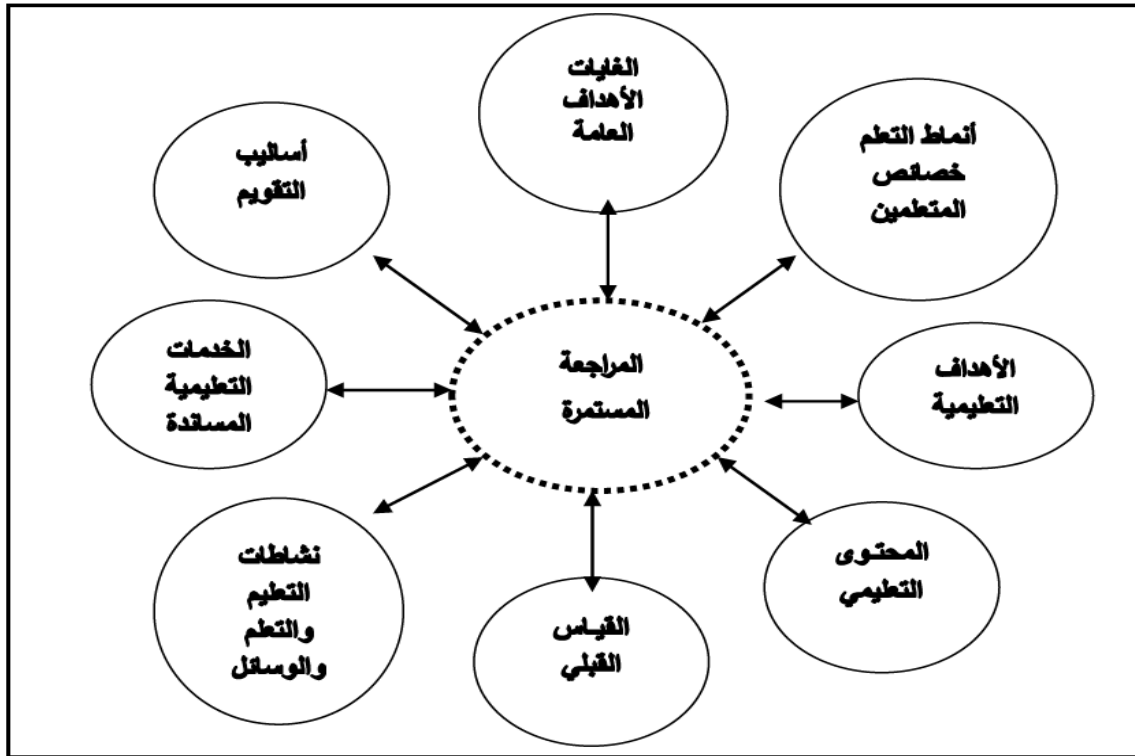 الغايات
الأهداف
العامة
أنماط التعلم
خصائص
المتعلمين
الأهداف
التعليمية
المحتوى
التعليمي
القياس
القبلي
نشاطات
التعليم
والتعلم
والوسائل
الخدمات
التعليمية
المساندة
أساليب
التقويم
المراجعة
المستمرة